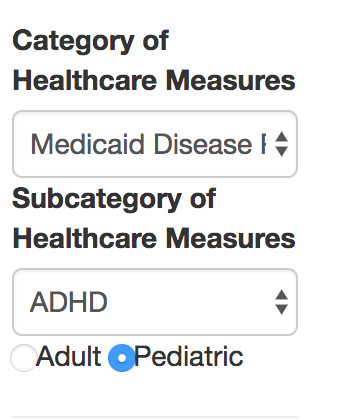 Category of
Healthcare Measures
Medicaid Disease
Subcategory of
Healthcare Measures
ADHD
Adult Pediatric